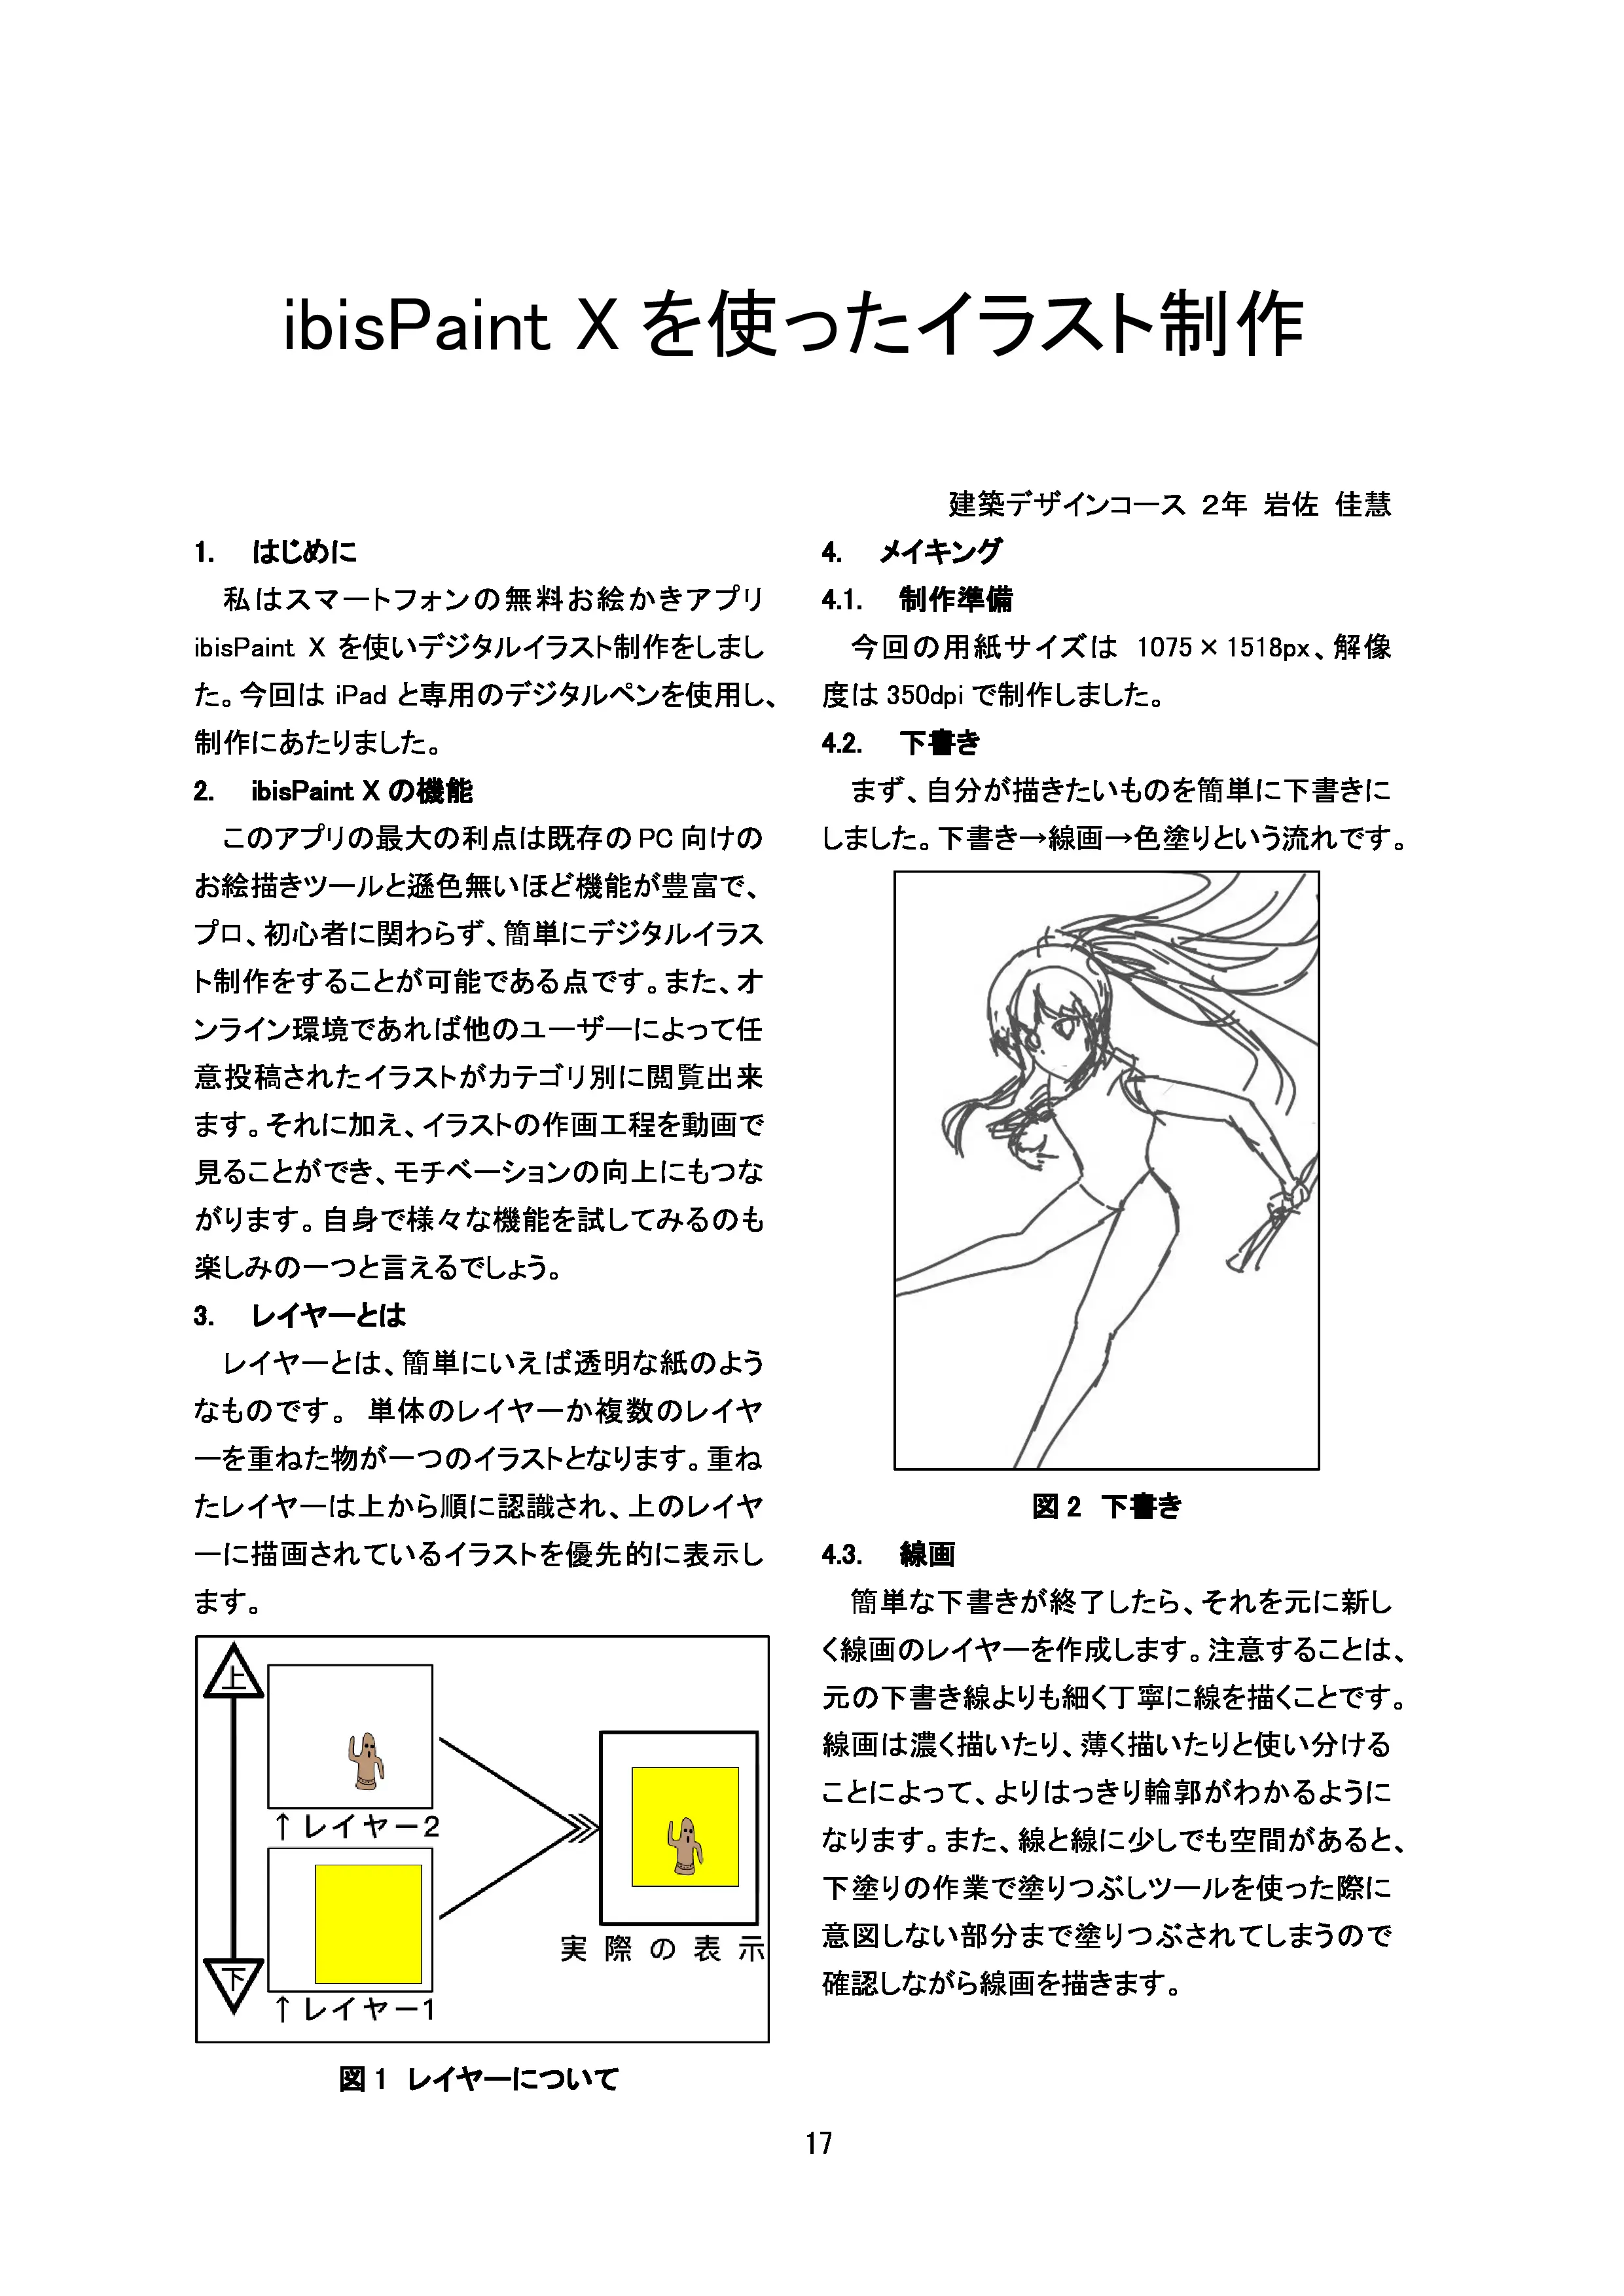 ibisPaint X を使ったイラスト制作
建築デザインコース 2年 岩佐 佳慧
1. はじめに
私はスマートフォンの無料お絵かきアプリ
ibisPaint X を使いデジタルイラスト制作をしまし
た。今回は iPad と専用のデジタルペンを使用し、
制作にあたりました。
2. ibisPaint X の機能
このアプリの最大の利点は既存の PC 向けの
お絵描きツールと遜色無いほど機能が豊富で、
プロ、初心者に関わらず、簡単にデジタルイラス
ト制作をすることが可能である点です。また、オ
ンライン環境であれば他のユーザーによって任
意投稿されたイラストがカテゴリ別に閲覧出来
ます。それに加え、イラストの作画工程を動画で
見ることができ、モチベーションの向上にもつな
がります。自身で様々な機能を試してみるのも
楽しみの一つと言えるでしょう。
3. レイヤーとは
レイヤーとは、簡単にいえば透明な紙のよう
なものです。 単体のレイヤーか複数のレイヤ
ーを重ねた物が一つのイラストとなります。重ね
たレイヤーは上から順に認識され、上のレイヤ
ーに描画されているイラストを優先的に表示し
ます。
上
↑レイヤー2
実際の表示
下
↑レイヤー1
図 1 レイヤーについて
4. メイキング
4.1. 制作準備
今回の用紙サイズは 1075×1518px、解像
度は 350dpi で制作しました。
4.2. 下書き
まず、自分が描きたいものを簡単に下書きに
しました。下書き→線画→色塗りという流れです。
図 2 下書き
4.3. 線画
簡単な下書きが終了したら、それを元に新し
く線画のレイヤーを作成します。注意することは、
元の下書き線よりも細く丁寧に線を描くことです。
線画は濃く描いたり、薄く描いたりと使い分ける
ことによって、よりはっきり輪郭がわかるように
なります。また、線と線に少しでも空間があると、
下塗りの作業で塗りつぶしツールを使った際に
意図しない部分まで塗りつぶされてしまうので
確認しながら線画を描きます。
17